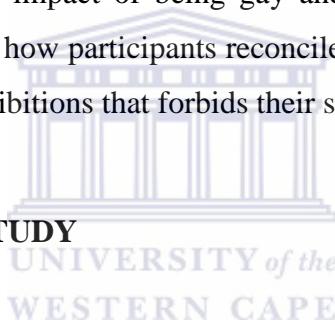 impact of being gay and
how participants reconcile
ibitions that forbids their s
TUDY
UNIVERSITY of the
WESTERN CAPE